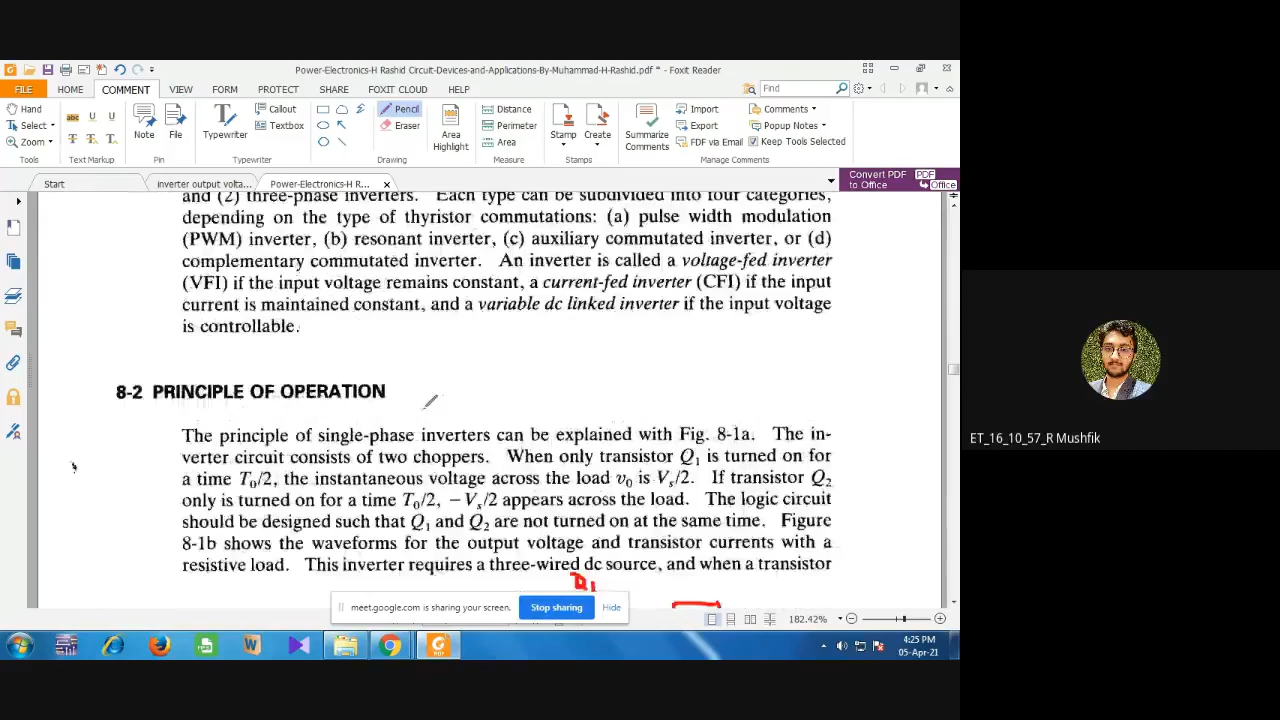 Power-Electronics-H Rashid Circuit-Devices-and-Applications-By-Muhammad-H-Rashid.pdf * - Foxit Reader
FILE HOME COMMENT VIEW FORM PROTECT SHARE FOXIT CLOUD HELP Find
Hand Select Zoom Tools
Text Markup
Note File Pin
Typewriter Callout Textbox Typewriter
Pencil Eraser Area Highlight Drawing
Distance Perimeter Area Measure
Stamp Create Stamps
Summarize Comments Import Export FDF via Email Comments Popup Notes Keep Tools Selected Manage Comments
Start inverter output volta... Power-Electronics-H R... Convert PDF to Office PDF Office
and (2) three-phase inverters. Each type can be subdivided into four categories,
depending on the type of thyristor commutations: (a) pulse width modulation
(PWM) inverter, (b) resonant inverter, (c) auxiliary commutated inverter, or (d)
complementary commutated inverter. An inverter is called a voltage-fed inverter
(VFI) if the input voltage remains constant, a current-fed inverter (CFI) if the input
current is maintained constant, and a variable dc linked inverter if the input voltage
is controllable.
8-2 PRINCIPLE OF OPERATION
The principle of single-phase inverters can be explained with Fig. 8-1a. The in-
verter circuit consists of two choppers. When only transistor Q1 is turned on for
a time T0/2, the instantaneous voltage across the load v0 is Vs/2. If transistor Q2
only is turned on for a time T0/2, −Vs/2 appears across the load. The logic circuit
should be designed such that Q1 and Q2 are not turned on at the same time. Figure
8-1b shows the waveforms for the output voltage and transistor currents with a
resistive load. This inverter requires a three-wired dc source, and when a transistor
meet.google.com is sharing your screen. Stop sharing Hide
182.42%
4:25 PM
05-Apr-21
ET_16_10_57_R Mushfik